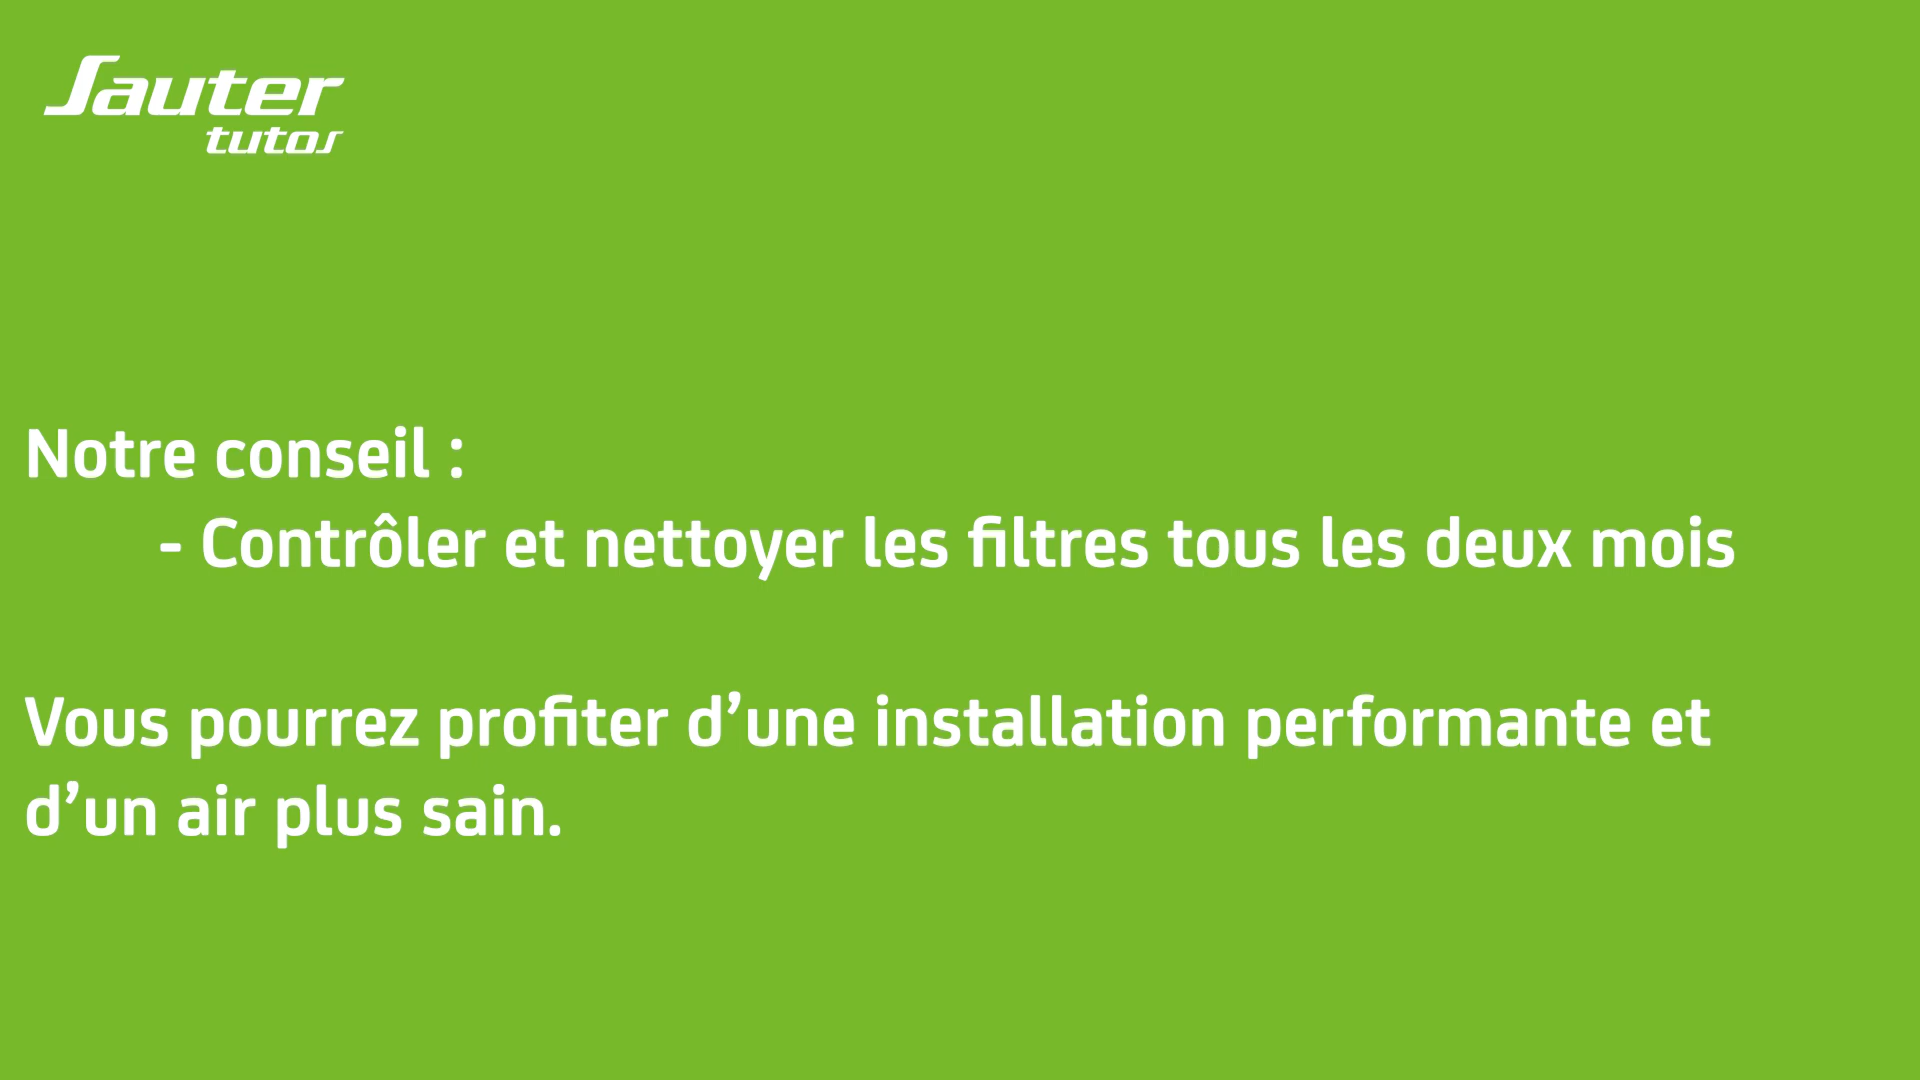 Sauter
tutos
Notre conseil :
- Contrôler et nettoyer les filtres tous les deux mois
Vous pourrez profiter d’une installation performante et
d’un air plus sain.